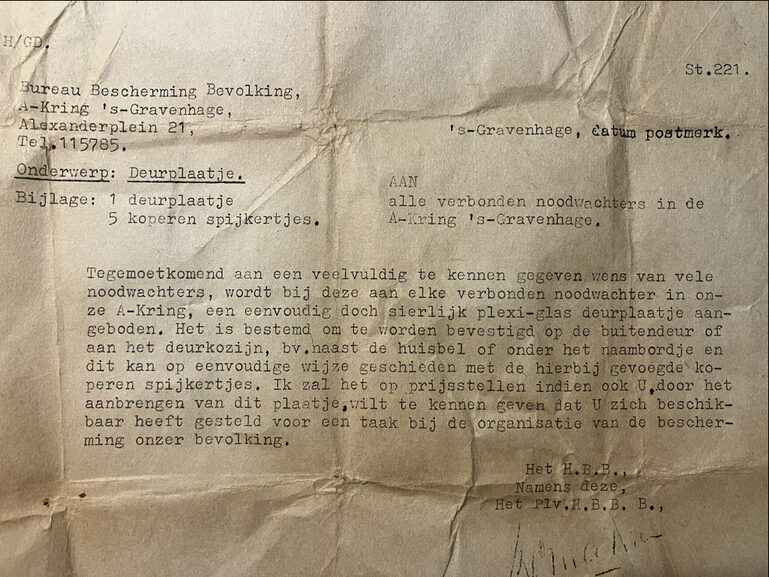 H/GD.
St.221.
Bureau Bescherming Bevolking,
A-Kring 's-Gravenhage,
Alexanderplein 21,
Tel.115785.
's-Gravenhage, datum postmerk.
Onderwerp: Deurplaatje.
Bijlage: 1 deurplaatje
5 koperen spijkertjes.
AAN
alle verbonden noodwachters in de
A-Kring 's-Gravenhage.
Tegemoetkomend aan een veelvuldig te kennen gegeven wens van vele
noodwachters, wordt bij deze aan elke verbonden noodwachter in on-
ze A-Kring, een eenvoudig doch sierlijk plexi-glas deurplaatje aan-
geboden. Het is bestemd om te worden bevestigd op de buitendeur of
aan het deurkozijn, bv.naast de huisbel of onder het naambordje en
dit kan op eenvoudige wijze geschieden met de hierbij gevoegde ko-
peren spijkertjes. Ik zal het op prijsstellen indien ook U,door het
aanbrengen van dit plaatje,wilt te kennen geven dat U zich beschik-
baar heeft gesteld voor een taak bij de organisatie van de bescher-
ming onzer bevolking.
Het H.B.B.,
Namens deze,
Het Plv.H.B.B. B.,